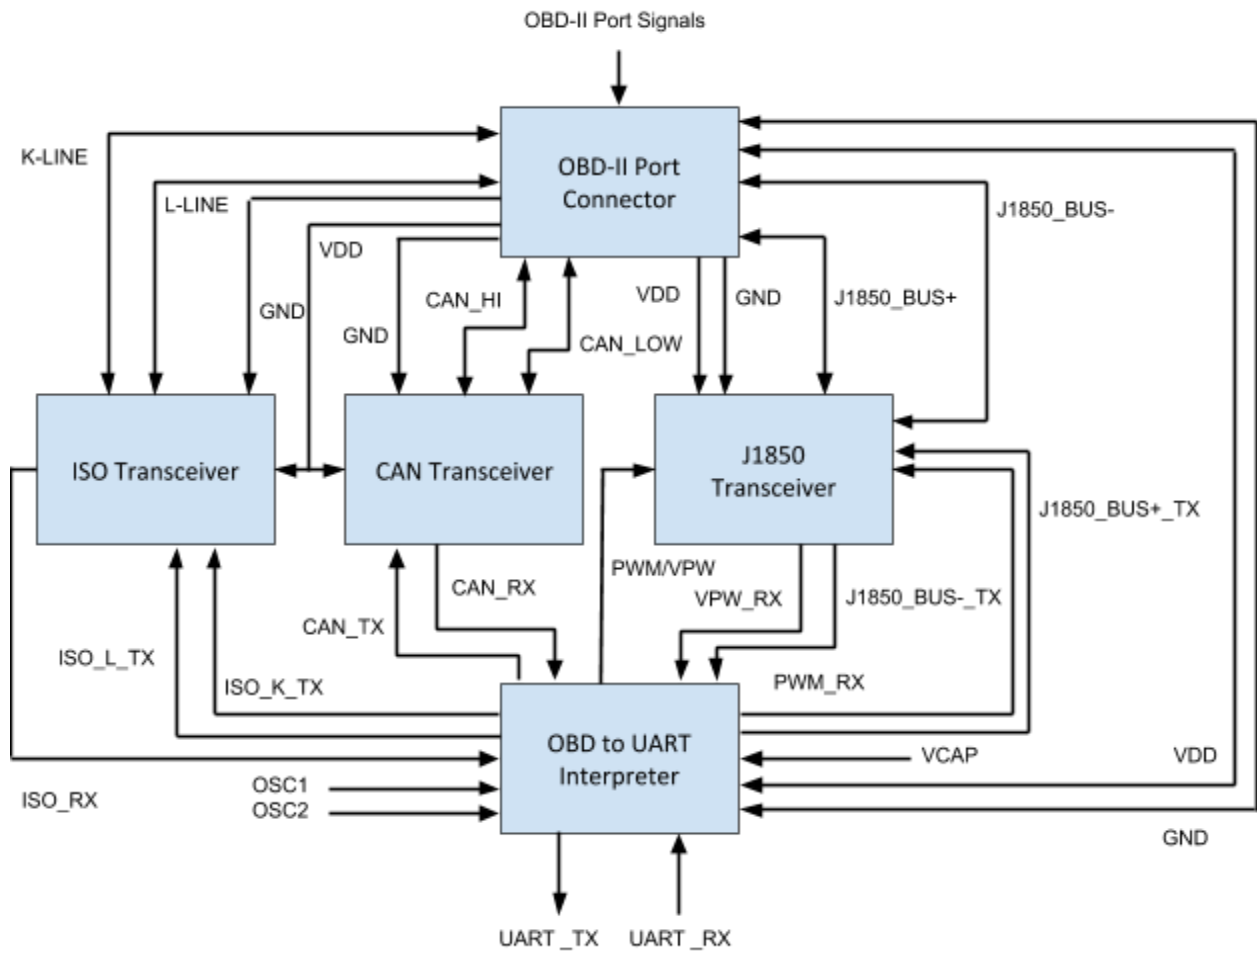 OBD-II Port Signals
K-LINE
OBD-II Port
Connector
L-LINE
J1850_BUS-
VDD
CAN_HI
VDD
GND
J1850_BUS+
GND
GND
CAN_LOW
ISO Transceiver
CAN Transceiver
J1850
Transceiver
J1850_BUS+_TX
PWM/VPW
CAN_RX
VPW_RX
J1850_BUS-_TX
CAN_TX
ISO_L_TX
ISO_K_TX
PWM_RX
OBD to UART
Interpreter
VCAP
VDD
OSC1
ISO_RX
OSC2
GND
UART _TX
UART _RX